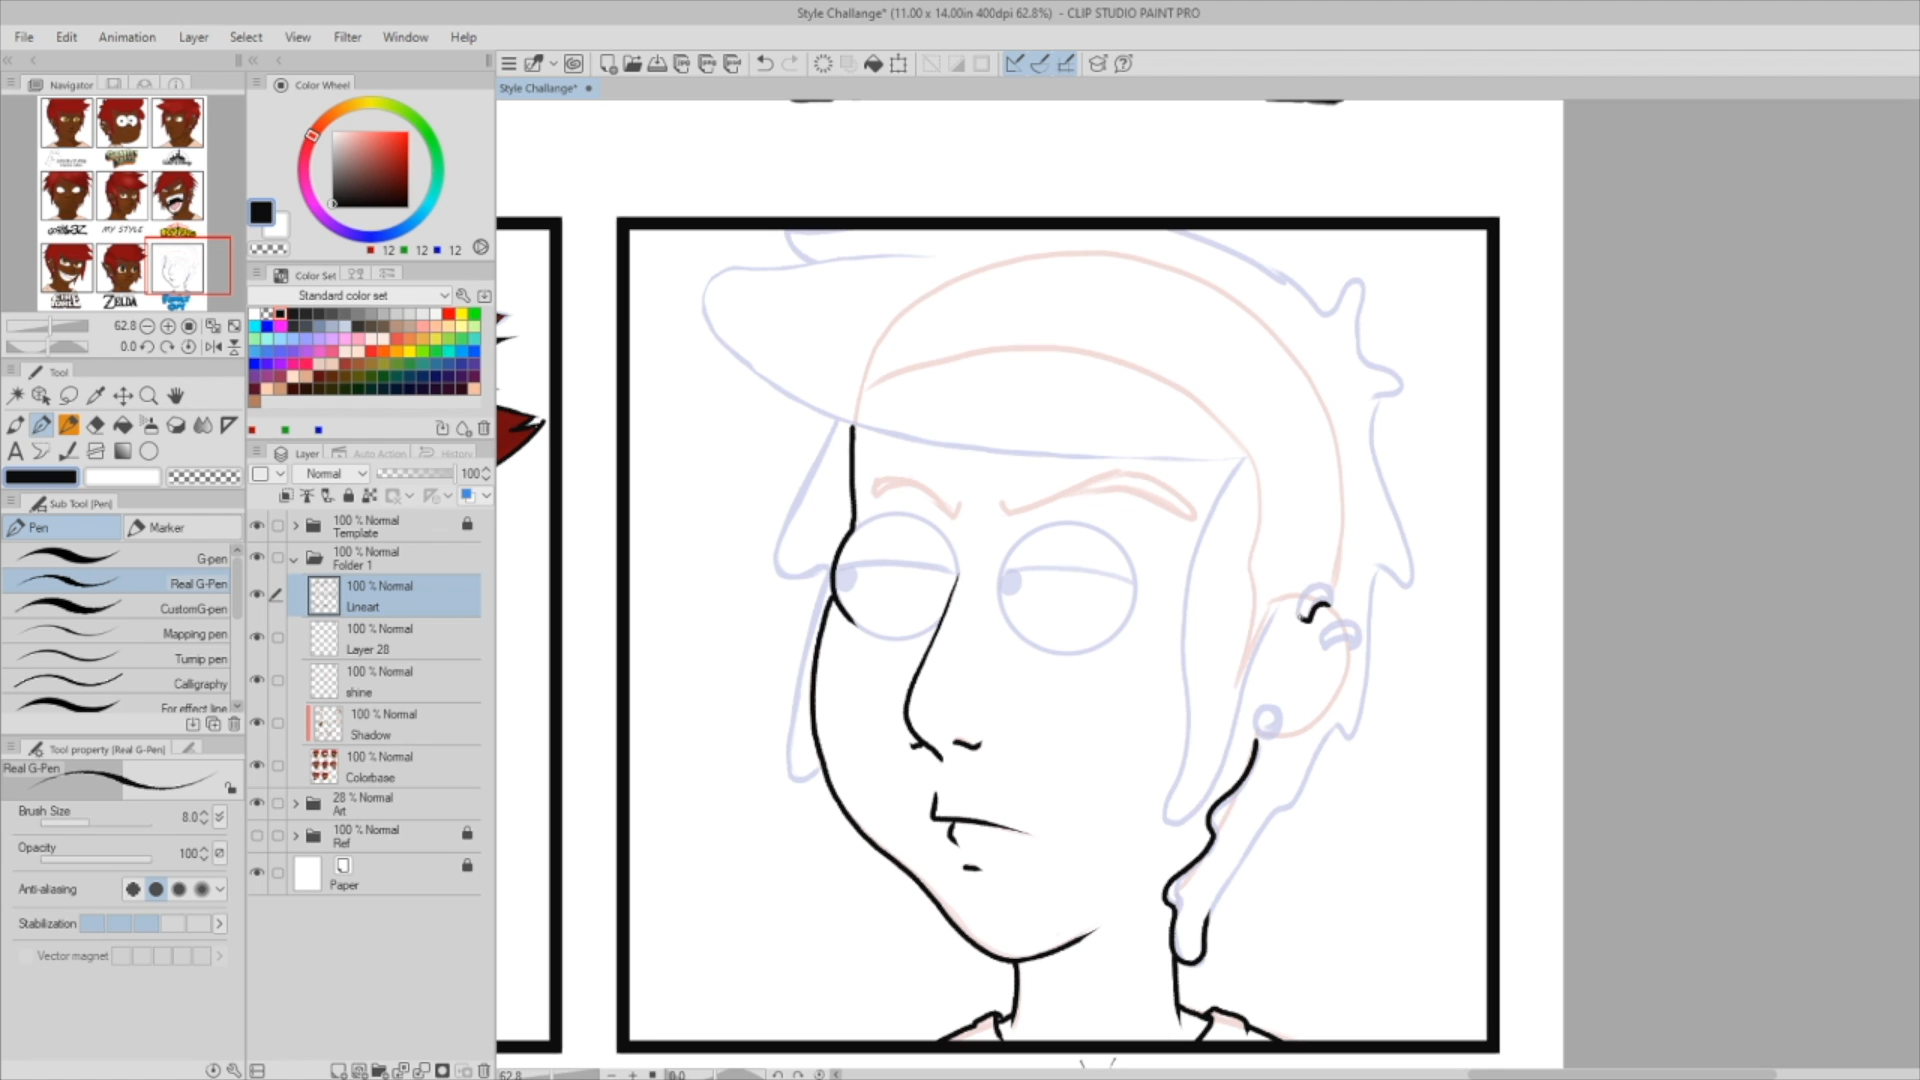 Style Challange* (11.00 x 14.00in 400dpi 62.8%) - CLIP STUDIO PAINT PRO
File Edit Animation Layer Select View Filter Window Help
Navigator
Color Wheel
Style Challange*
GORILLAZ
MY STYLE
ZELDA
12 12 12
Color Set
Standard color set
62.8
0.0
Tool
Layer Auto Action History
Normal 100
Sub Tool [Pen]
Pen Marker
G-pen
Real G-Pen
CustomG-pen
Mapping pen
Turnip pen
Calligraphy
For effect line
100 % Normal
Template
100 % Normal
Folder 1
100 % Normal
Lineart
100 % Normal
Layer 28
100 % Normal
shine
100 % Normal
Shadow
100 % Normal
Colorbase
28 % Normal
Art
100 % Normal
Ref
Paper
Tool property [Real G-Pen]
Real G-Pen
Brush Size 8.0
Opacity 100
Anti-aliasing
Stabilization
Vector magnet
62.8 0.0